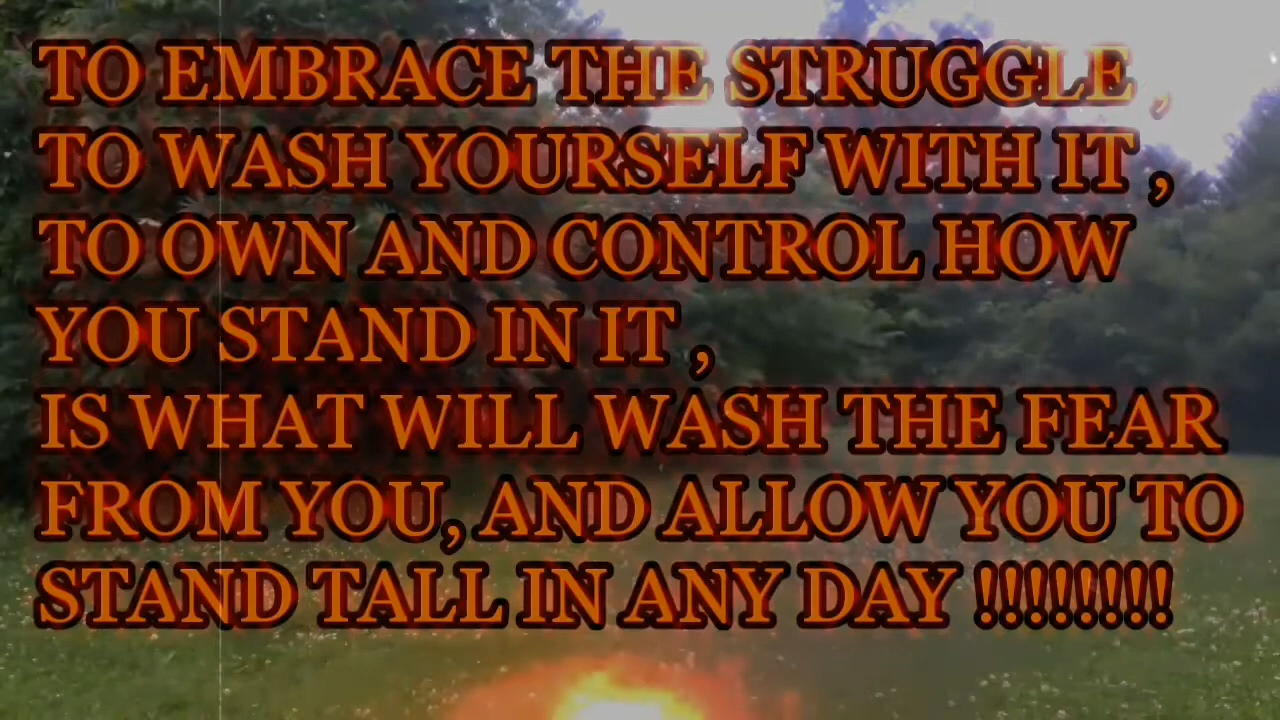 TO EMBRACE THE STRUGGLE ,
TO WASH YOURSELF WITH IT ,
TO OWN AND CONTROL HOW
YOU STAND IN IT ,
IS WHAT WILL WASH THE FEAR
FROM YOU, AND ALLOW YOU TO
STAND TALL IN ANY DAY !!!!!!!!